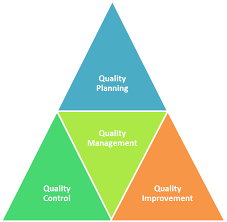 Quality
Planning
Quality
Management
Quality
Control
Quality
Improvement